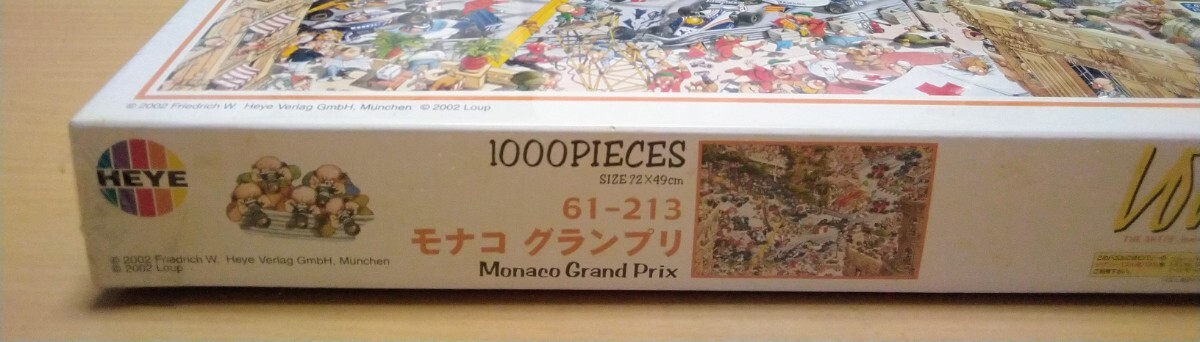 © 2002 Friedrich W. Heye Verlag GmbH, München © 2002 Loup
HEYE
1000PIECES
SIZE 72×49cm
61-213
モナコ グランプリ
Monaco Grand Prix
© 2002 Friedrich W. Heye Verlag GmbH, München
© 2002 Loup